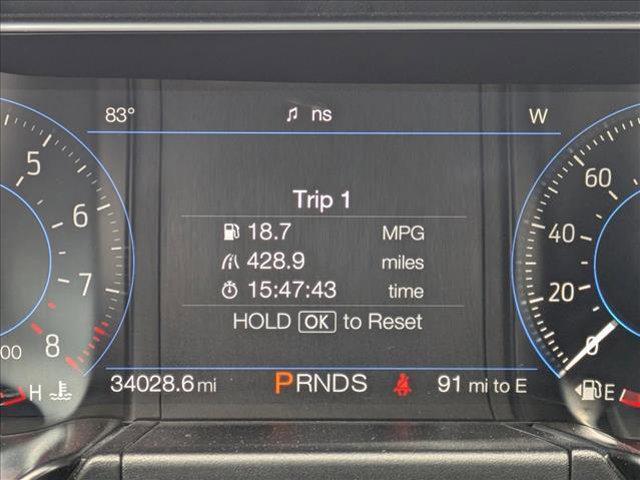 83° ns W
Trip 1
18.7 MPG
428.9 miles
15:47:43 time
HOLD OK to Reset
34028.6 mi PRNDS 91 mi to E
5
6
7
8
00
H
60
40
20
0
E